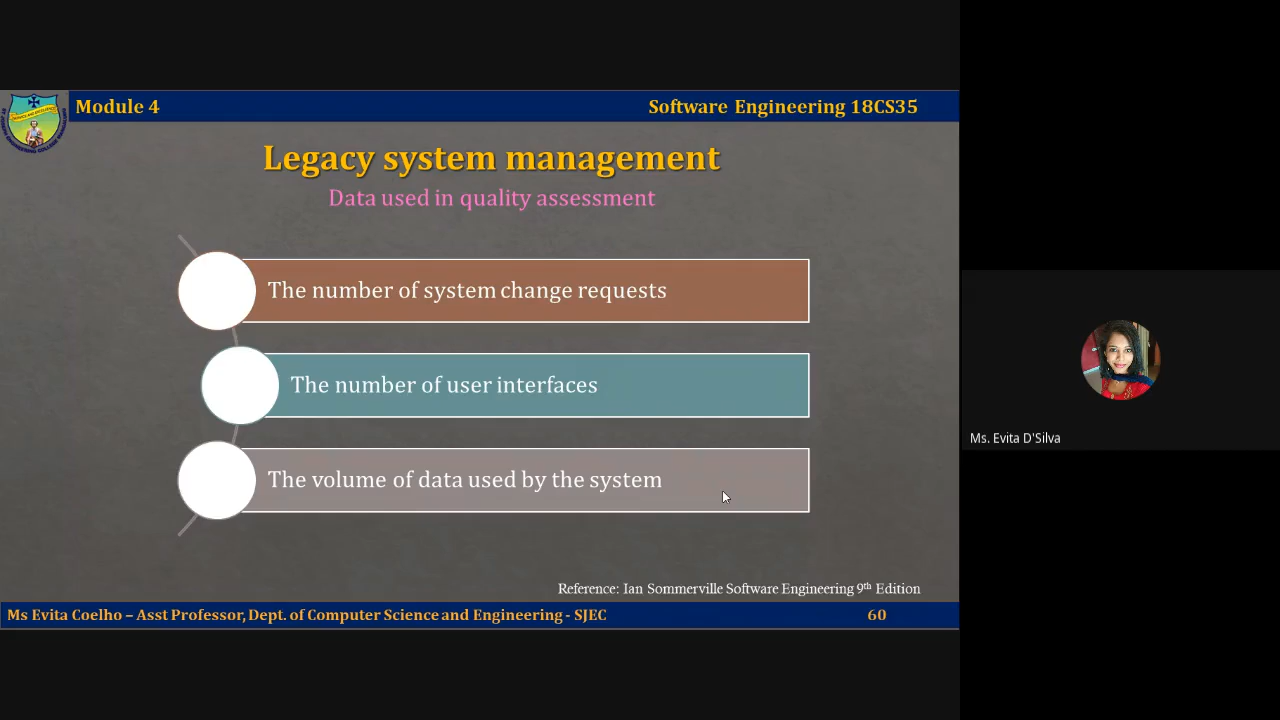 Module 4
Software Engineering 18CS35
Legacy system management
Data used in quality assessment
The number of system change requests
The number of user interfaces
The volume of data used by the system
Reference: Ian Sommerville Software Engineering 9th Edition
Ms Evita Coelho – Asst Professor, Dept. of Computer Science and Engineering - SJEC
60
Ms. Evita D'Silva